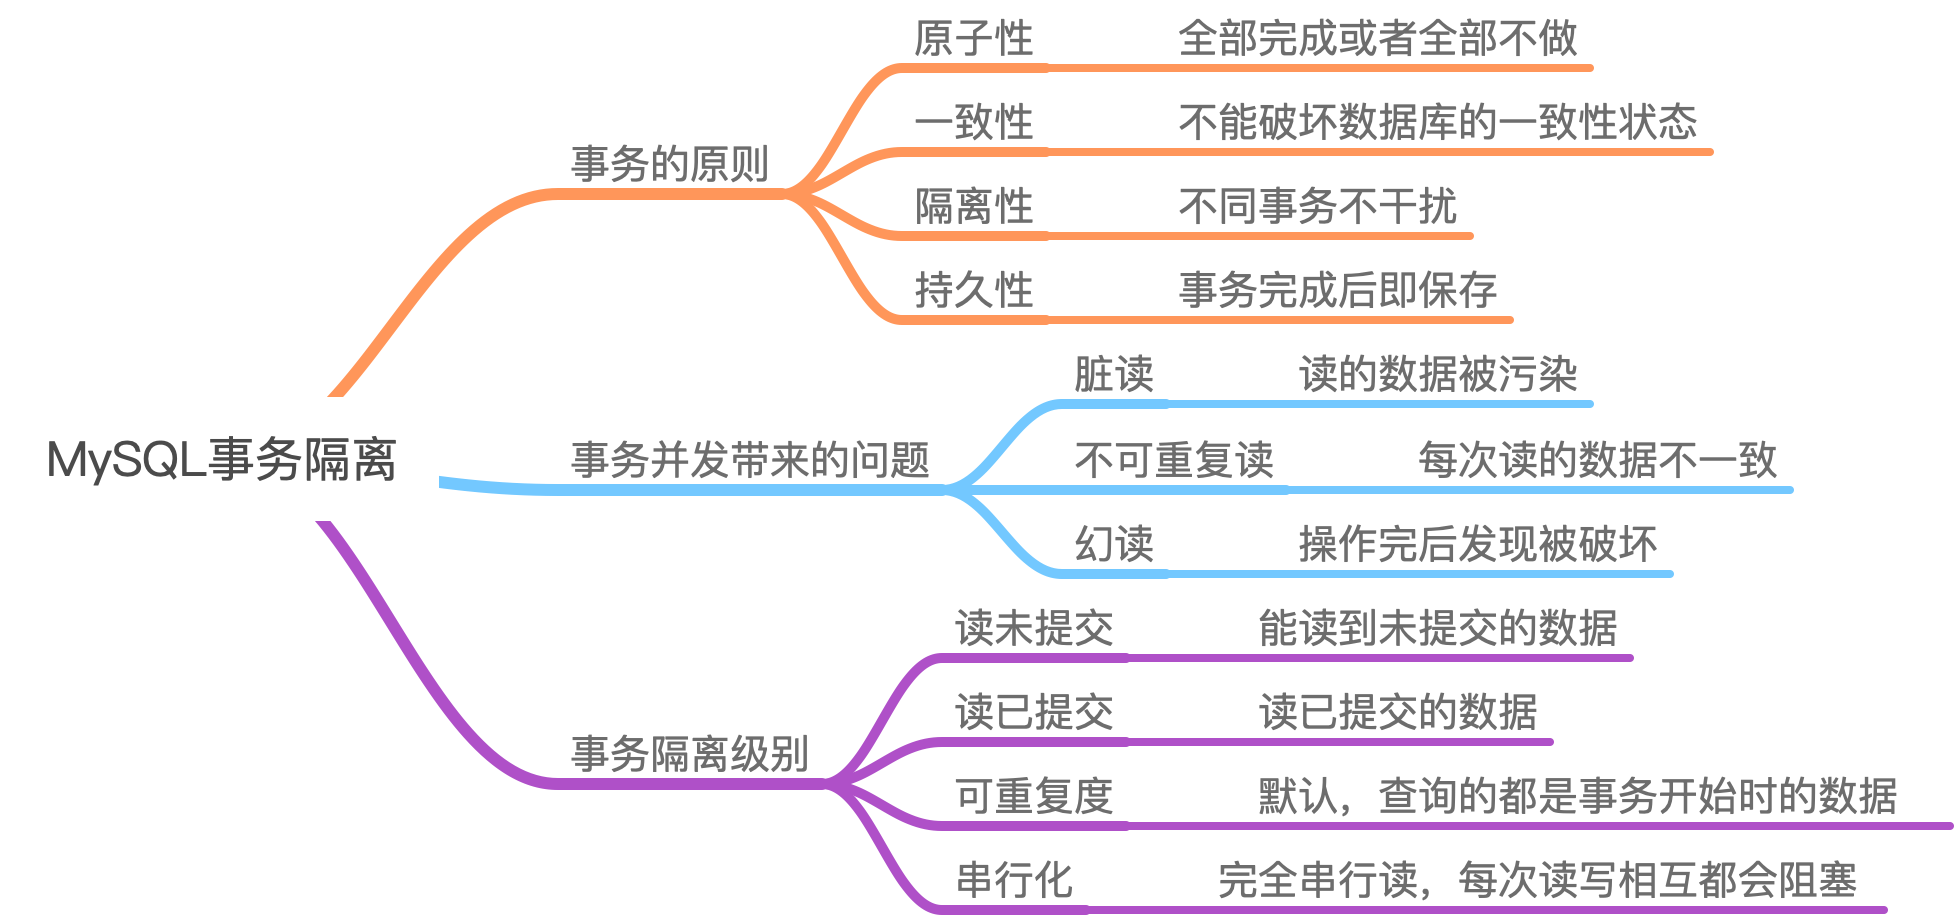 MySQL事务隔离
事务的原则
原子性
全部完成或者全部不做
一致性
不能破坏数据库的一致性状态
隔离性
不同事务不干扰
持久性
事务完成后即保存
事务并发带来的问题
脏读
读的数据被污染
不可重复读
每次读的数据不一致
幻读
操作完后发现被破坏
事务隔离级别
读未提交
能读到未提交的数据
读已提交
读已提交的数据
可重复度
默认，查询的都是事务开始时的数据
串行化
完全串行读，每次读写相互都会阻塞